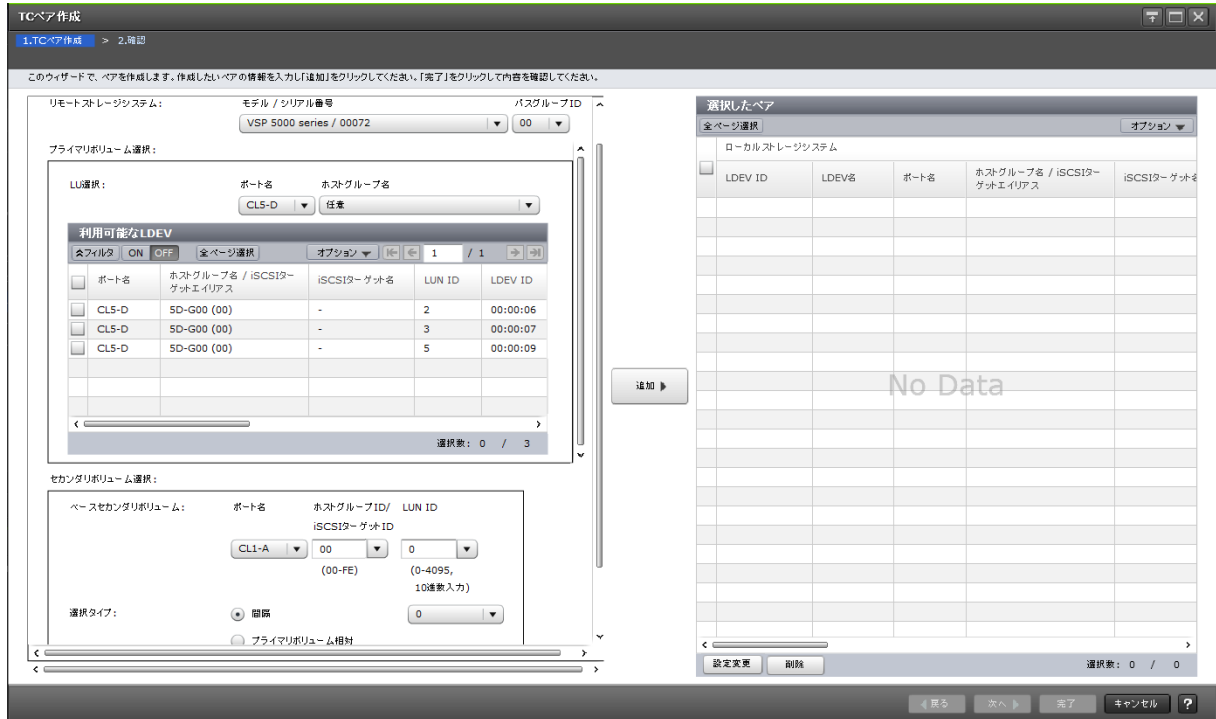 TCペア作成
1.TCペア作成 > 2.確認
このウィザードで、ペアを作成します。作成したいペアの情報を入力し「追加」をクリックしてください。「完了」をクリックして内容を確認してください。
リモートストレージシステム: モデル / シリアル番号 パスグループID
VSP 5000 series / 00072 00
プライマリボリューム選択:
LU選択: ポート名 ホストグループ名
CL5-D 任意
利用可能なLDEV
フィルタ ON OFF 全ページ選択 オプション 1 / 1
ポート名 ホストグループ名 / iSCSIターゲットエイリアス iSCSIターゲット名 LUN ID LDEV ID
CL5-D 5D-G00 (00) - 2 00:00:06
CL5-D 5D-G00 (00) - 3 00:00:07
CL5-D 5D-G00 (00) - 5 00:00:09
選択数: 0 / 3
セカンダリボリューム選択:
ベースセカンダリボリューム: ポート名 ホストグループID/ LUN ID
iSCSIターゲットID
CL1-A 00 0
(00-FE) (0-4095,
10進数入力)
選択タイプ: 間隔 0
プライマリボリューム相対
追加
選択したペア
全ページ選択 オプション
ローカルストレージシステム
LDEV ID LDEV名 ポート名 ホストグループ名 / iSCSIターゲットエイリアス iSCSIターゲット名
No Data
設定変更 削除 選択数: 0 / 0
戻る 次へ 完了 キャンセル ?